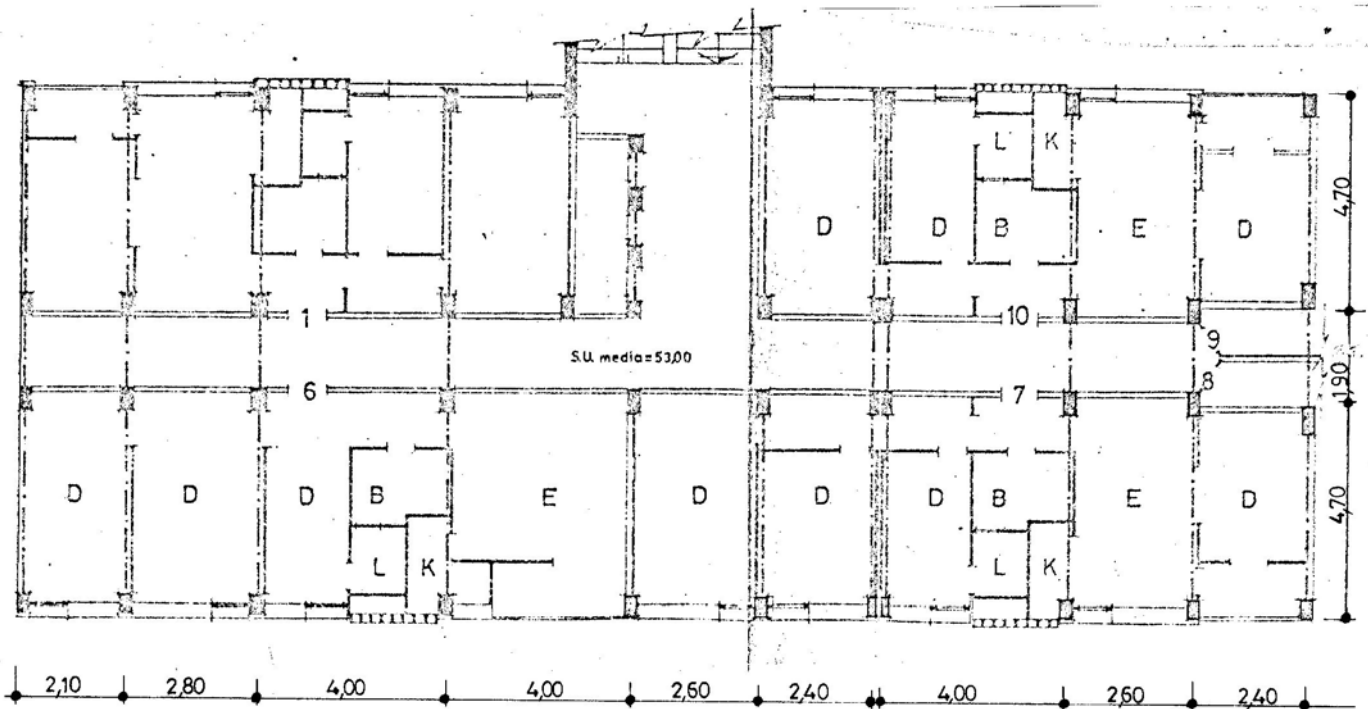 L K
D D B E D
4,70
1 10
9
S.U. media=53,00
1,90
8
6 7
D D D B E D D D B E D
4,70
L K L K
2,10 2,80 4,00 4,00 2,60 2,40 4,00 2,60 2,40